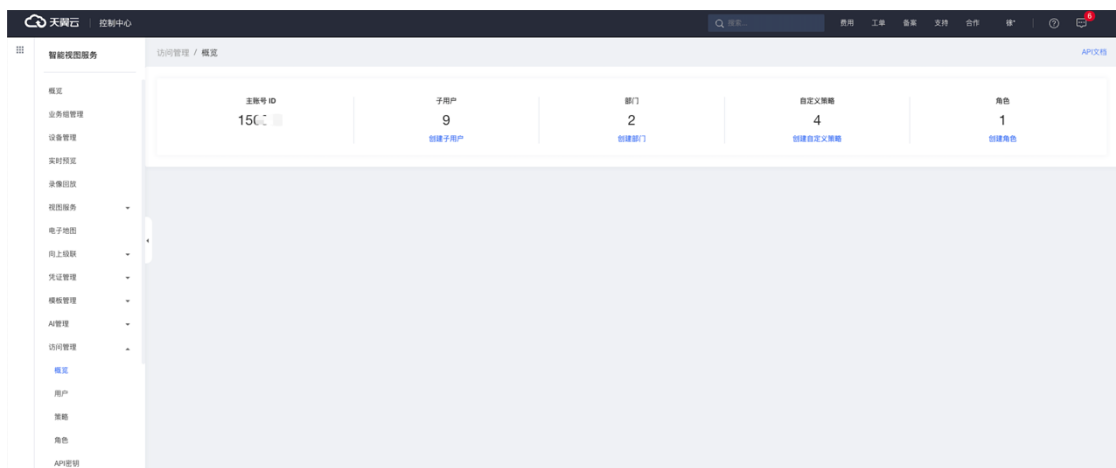 天翼云 控制中心 搜索... 费用 工单 备案 支持 合作 6
智能视图服务
访问管理 / 概览 API文档
概览
业务组管理
设备管理
实时预览
录像回放
视图服务
电子地图
向上级联
凭证管理
模板管理
AI管理
访问管理
概览
用户
策略
角色
API密钥
主账号 ID
150
子用户
9
创建子用户
部门
2
创建部门
自定义策略
4
创建自定义策略
角色
1
创建角色